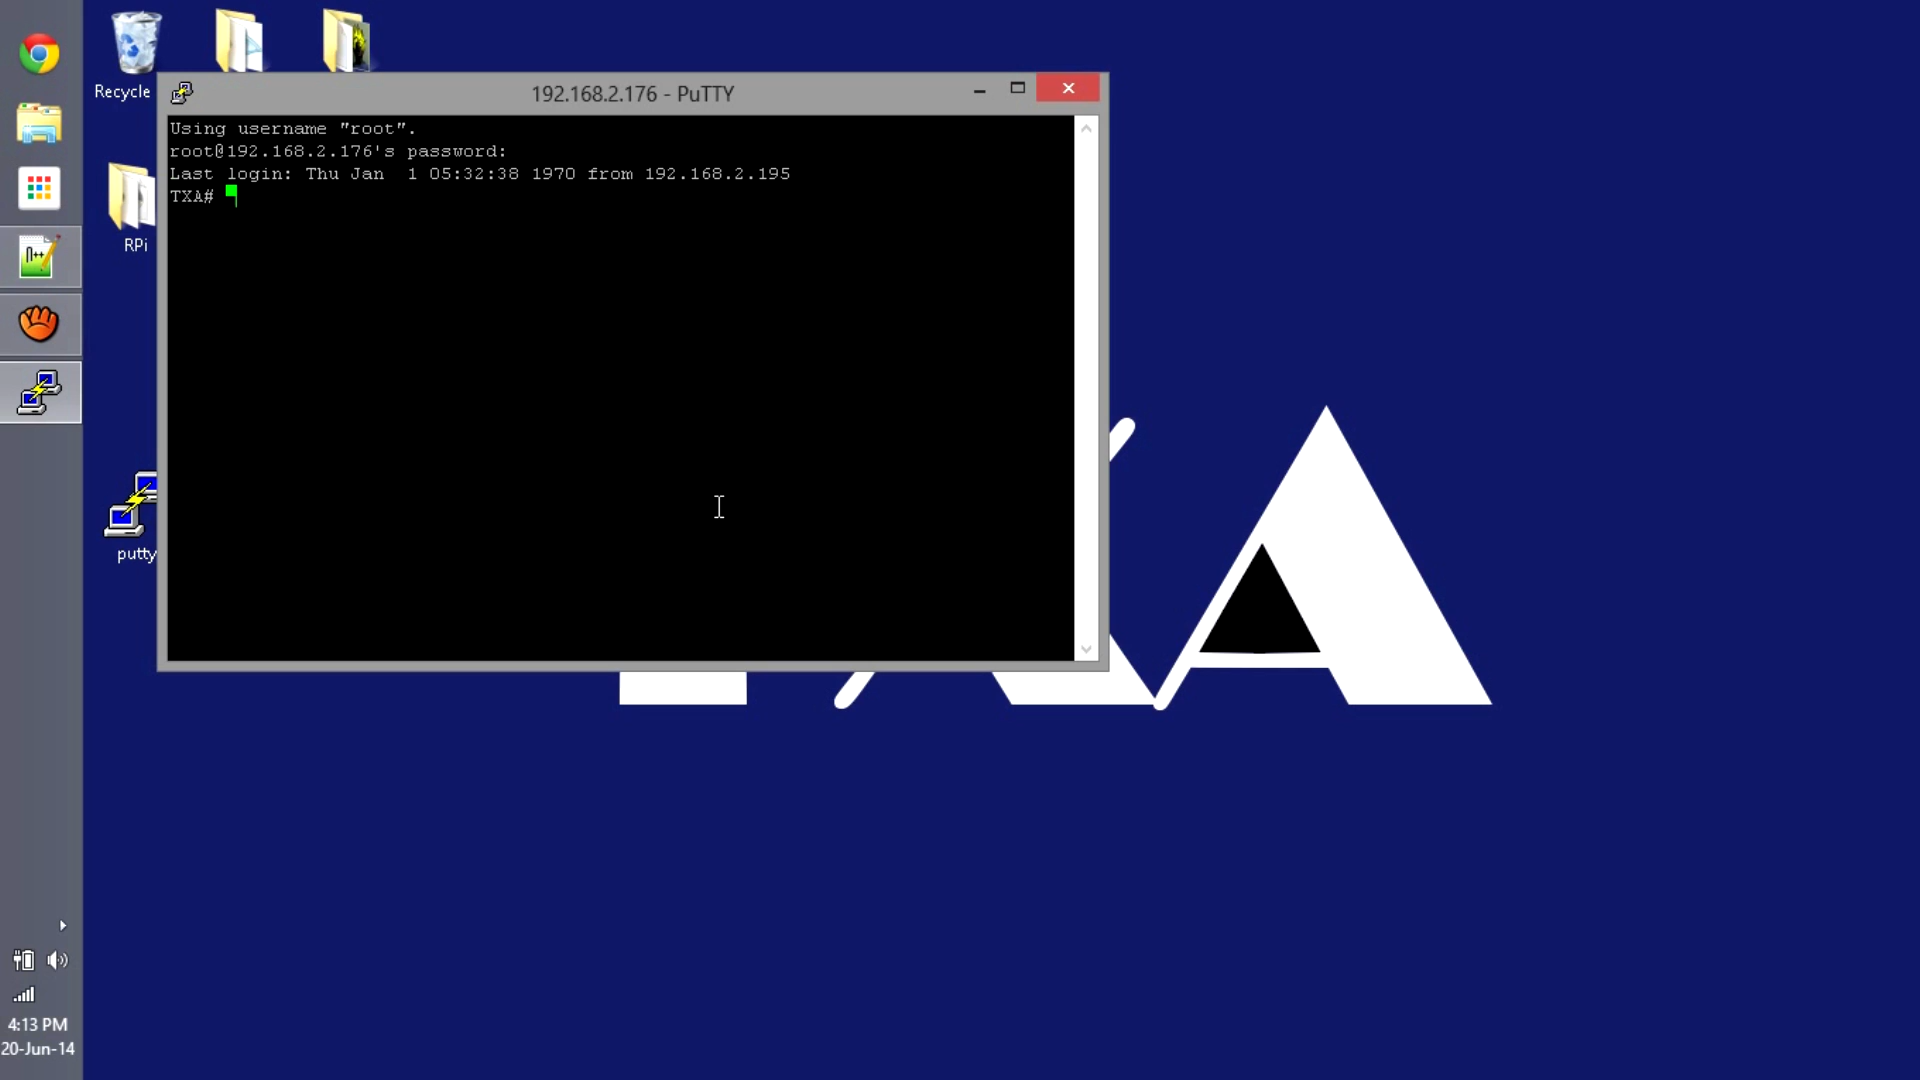 Recycle
192.168.2.176 - PuTTY
Using username "root".
root@192.168.2.176's password:
Last login: Thu Jan  1 05:32:38 1970 from 192.168.2.195
TXA#
RPi
putty
4:13 PM
20-Jun-14